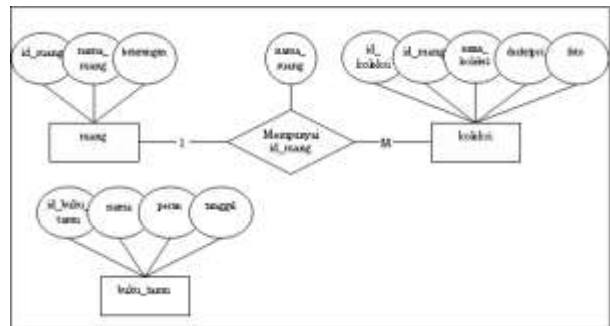 id_ruang
nama_
ruang
keterangan
nama_
ruang
id_
koleksi
id_ruang
nama_
koleksi
deskripsi
foto
ruang
1
Mempunyai
id_ruang
M
koleksi
id_buku_
tamu
nama
pesan
tanggal
buku_tamu